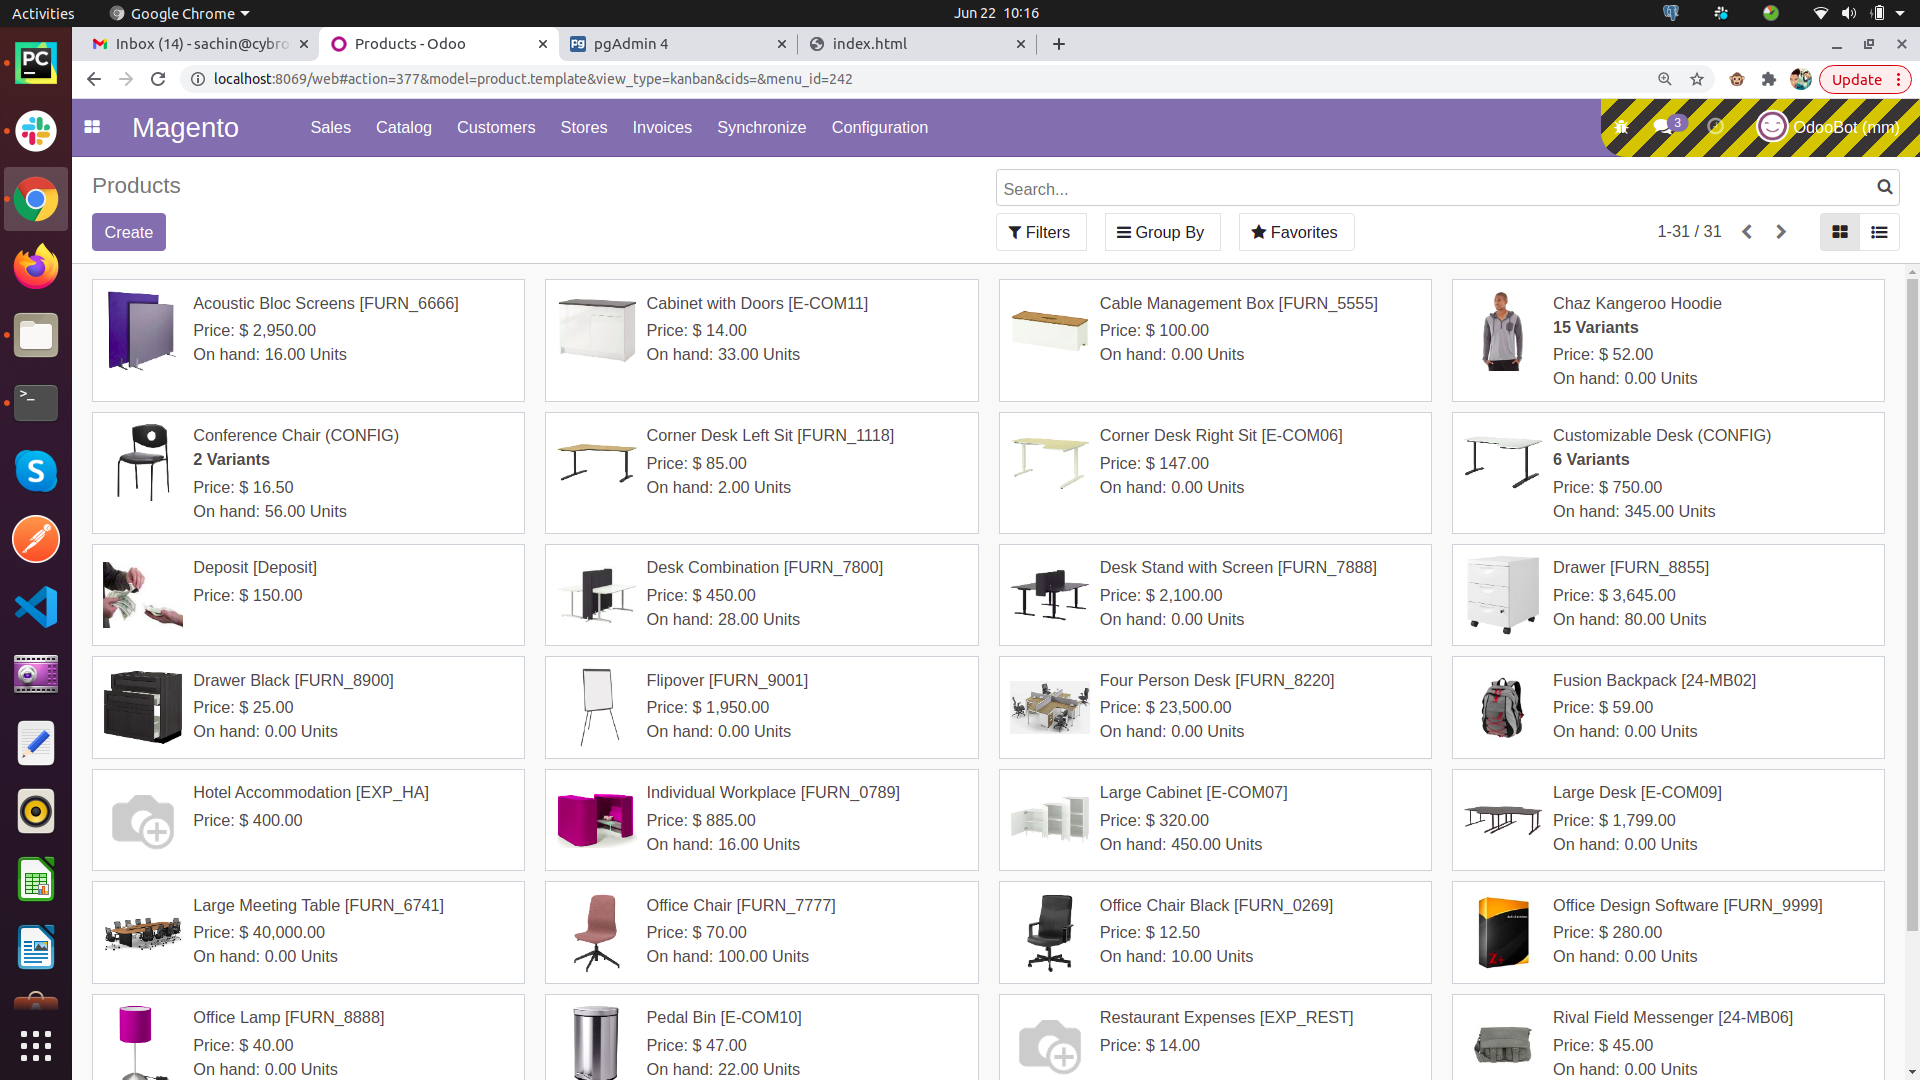 Activities
Google Chrome
Jun 22 10:16
Inbox (14) - sachin@cybro
Products - Odoo
pgAdmin 4
index.html
localhost:8069/web#action=377&model=product.template&view_type=kanban&cids=&menu_id=242
Update
Magento
Sales
Catalog
Customers
Stores
Invoices
Synchronize
Configuration
3
OdooBot (mm)
Products
Search...
Create
Filters
Group By
Favorites
1-31 / 31
Acoustic Bloc Screens [FURN_6666]
Price: $ 2,950.00
On hand: 16.00 Units
Cabinet with Doors [E-COM11]
Price: $ 14.00
On hand: 33.00 Units
Cable Management Box [FURN_5555]
Price: $ 100.00
On hand: 0.00 Units
Chaz Kangeroo Hoodie
15 Variants
Price: $ 52.00
On hand: 0.00 Units
Conference Chair (CONFIG)
2 Variants
Price: $ 16.50
On hand: 56.00 Units
Corner Desk Left Sit [FURN_1118]
Price: $ 85.00
On hand: 2.00 Units
Corner Desk Right Sit [E-COM06]
Price: $ 147.00
On hand: 0.00 Units
Customizable Desk (CONFIG)
6 Variants
Price: $ 750.00
On hand: 345.00 Units
Deposit [Deposit]
Price: $ 150.00
Desk Combination [FURN_7800]
Price: $ 450.00
On hand: 28.00 Units
Desk Stand with Screen [FURN_7888]
Price: $ 2,100.00
On hand: 0.00 Units
Drawer [FURN_8855]
Price: $ 3,645.00
On hand: 80.00 Units
Drawer Black [FURN_8900]
Price: $ 25.00
On hand: 0.00 Units
Flipover [FURN_9001]
Price: $ 1,950.00
On hand: 0.00 Units
Four Person Desk [FURN_8220]
Price: $ 23,500.00
On hand: 0.00 Units
Fusion Backpack [24-MB02]
Price: $ 59.00
On hand: 0.00 Units
Hotel Accommodation [EXP_HA]
Price: $ 400.00
Individual Workplace [FURN_0789]
Price: $ 885.00
On hand: 16.00 Units
Large Cabinet [E-COM07]
Price: $ 320.00
On hand: 450.00 Units
Large Desk [E-COM09]
Price: $ 1,799.00
On hand: 0.00 Units
Large Meeting Table [FURN_6741]
Price: $ 40,000.00
On hand: 0.00 Units
Office Chair [FURN_7777]
Price: $ 70.00
On hand: 100.00 Units
Office Chair Black [FURN_0269]
Price: $ 12.50
On hand: 10.00 Units
Office Design Software [FURN_9999]
Price: $ 280.00
On hand: 0.00 Units
Office Lamp [FURN_8888]
Price: $ 40.00
On hand: 0.00 Units
Pedal Bin [E-COM10]
Price: $ 47.00
On hand: 22.00 Units
Restaurant Expenses [EXP_REST]
Price: $ 14.00
Rival Field Messenger [24-MB06]
Price: $ 45.00
On hand: 0.00 Units